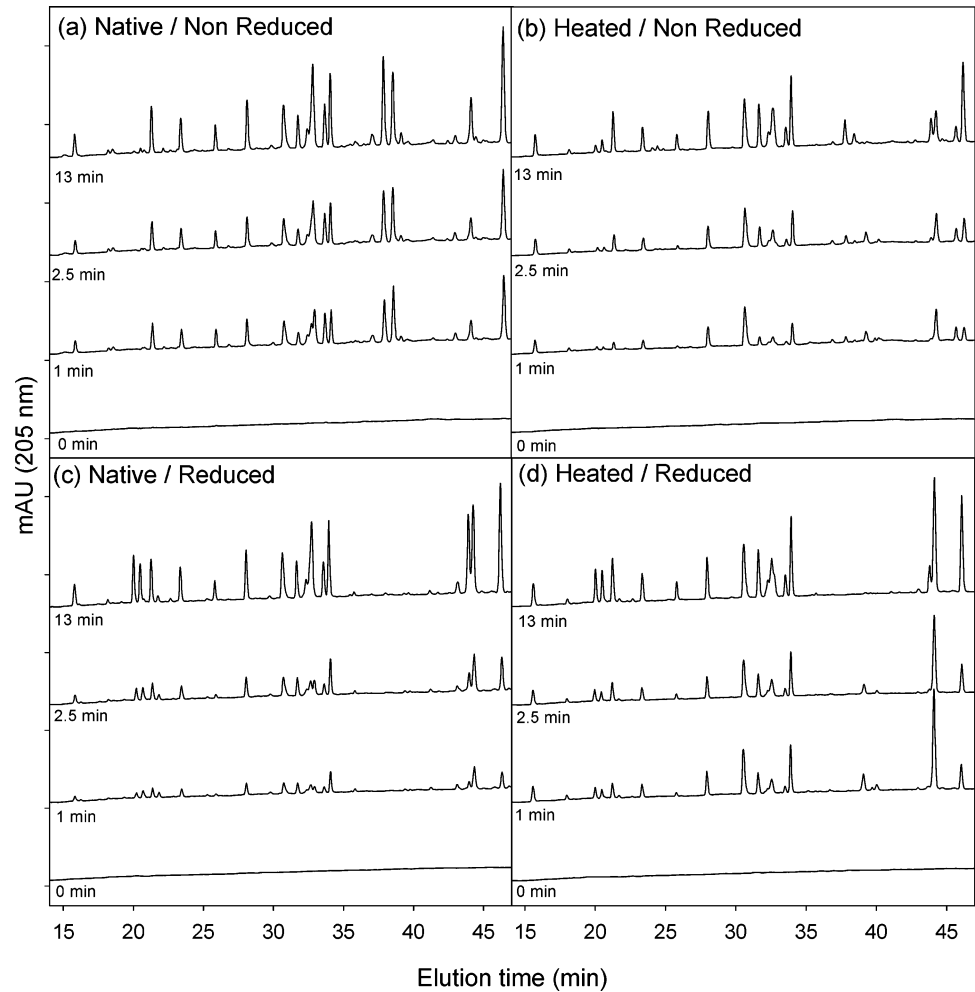 (a) Native / Non Reduced
(b) Heated / Non Reduced
13 min
13 min
2.5 min
2.5 min
1 min
1 min
0 min
0 min
mAU (205 nm)
(c) Native / Reduced
(d) Heated / Reduced
13 min
13 min
2.5 min
2.5 min
1 min
1 min
0 min
0 min
15 20 25 30 35 40 45 15 20 25 30 35 40 45
Elution time (min)